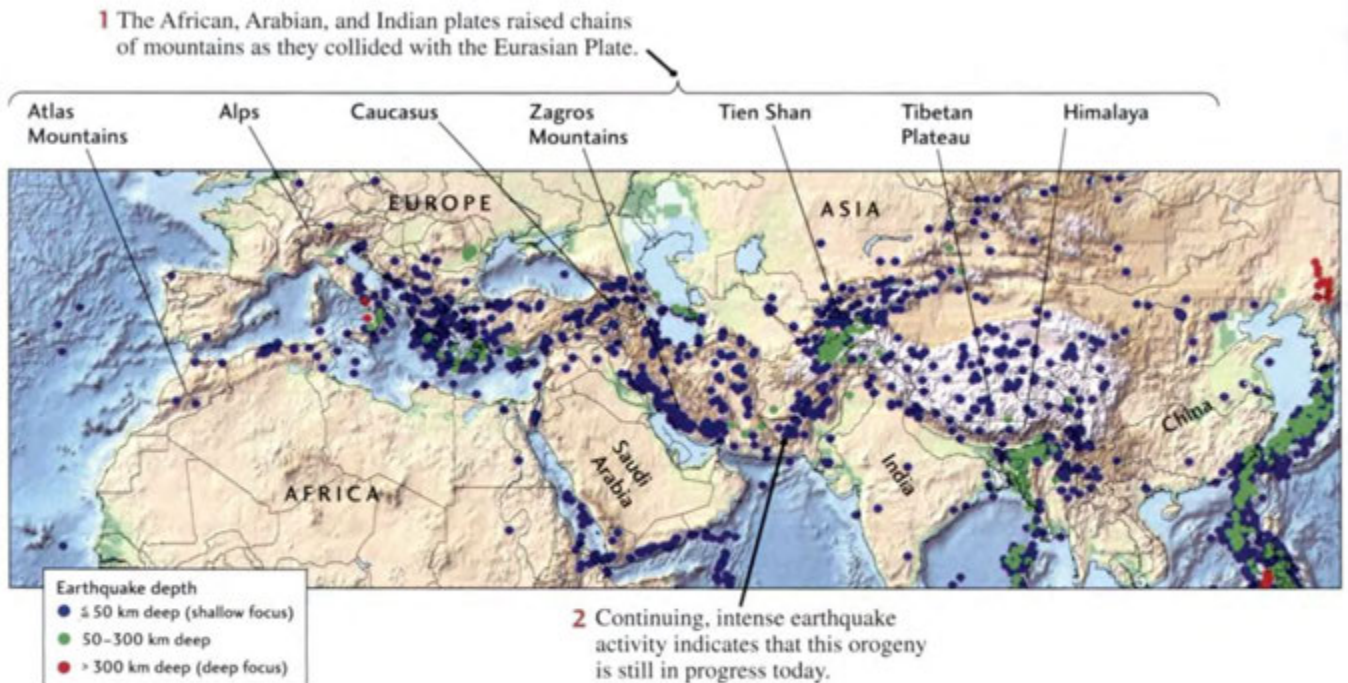 1 The African, Arabian, and Indian plates raised chains
of mountains as they collided with the Eurasian Plate.
Atlas
Mountains
Alps
Caucasus
Zagros
Mountains
Tien Shan
Tibetan
Plateau
Himalaya
EUROPE
ASIA
AFRICA
Saudi
Arabia
India
China
Earthquake depth
≤ 50 km deep (shallow focus)
50–300 km deep
> 300 km deep (deep focus)
2 Continuing, intense earthquake
activity indicates that this orogeny
is still in progress today.